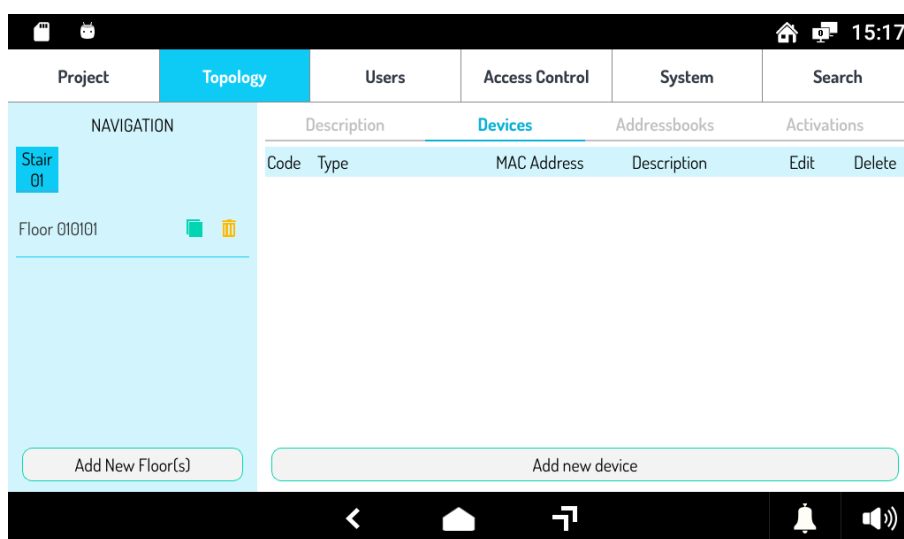 15:17
Project Topology Users Access Control System Search
NAVIGATION
Description Devices Addressbooks Activations
Stair
01
Code Type MAC Address Description Edit Delete
Floor 010101
Add New Floor(s)
Add new device